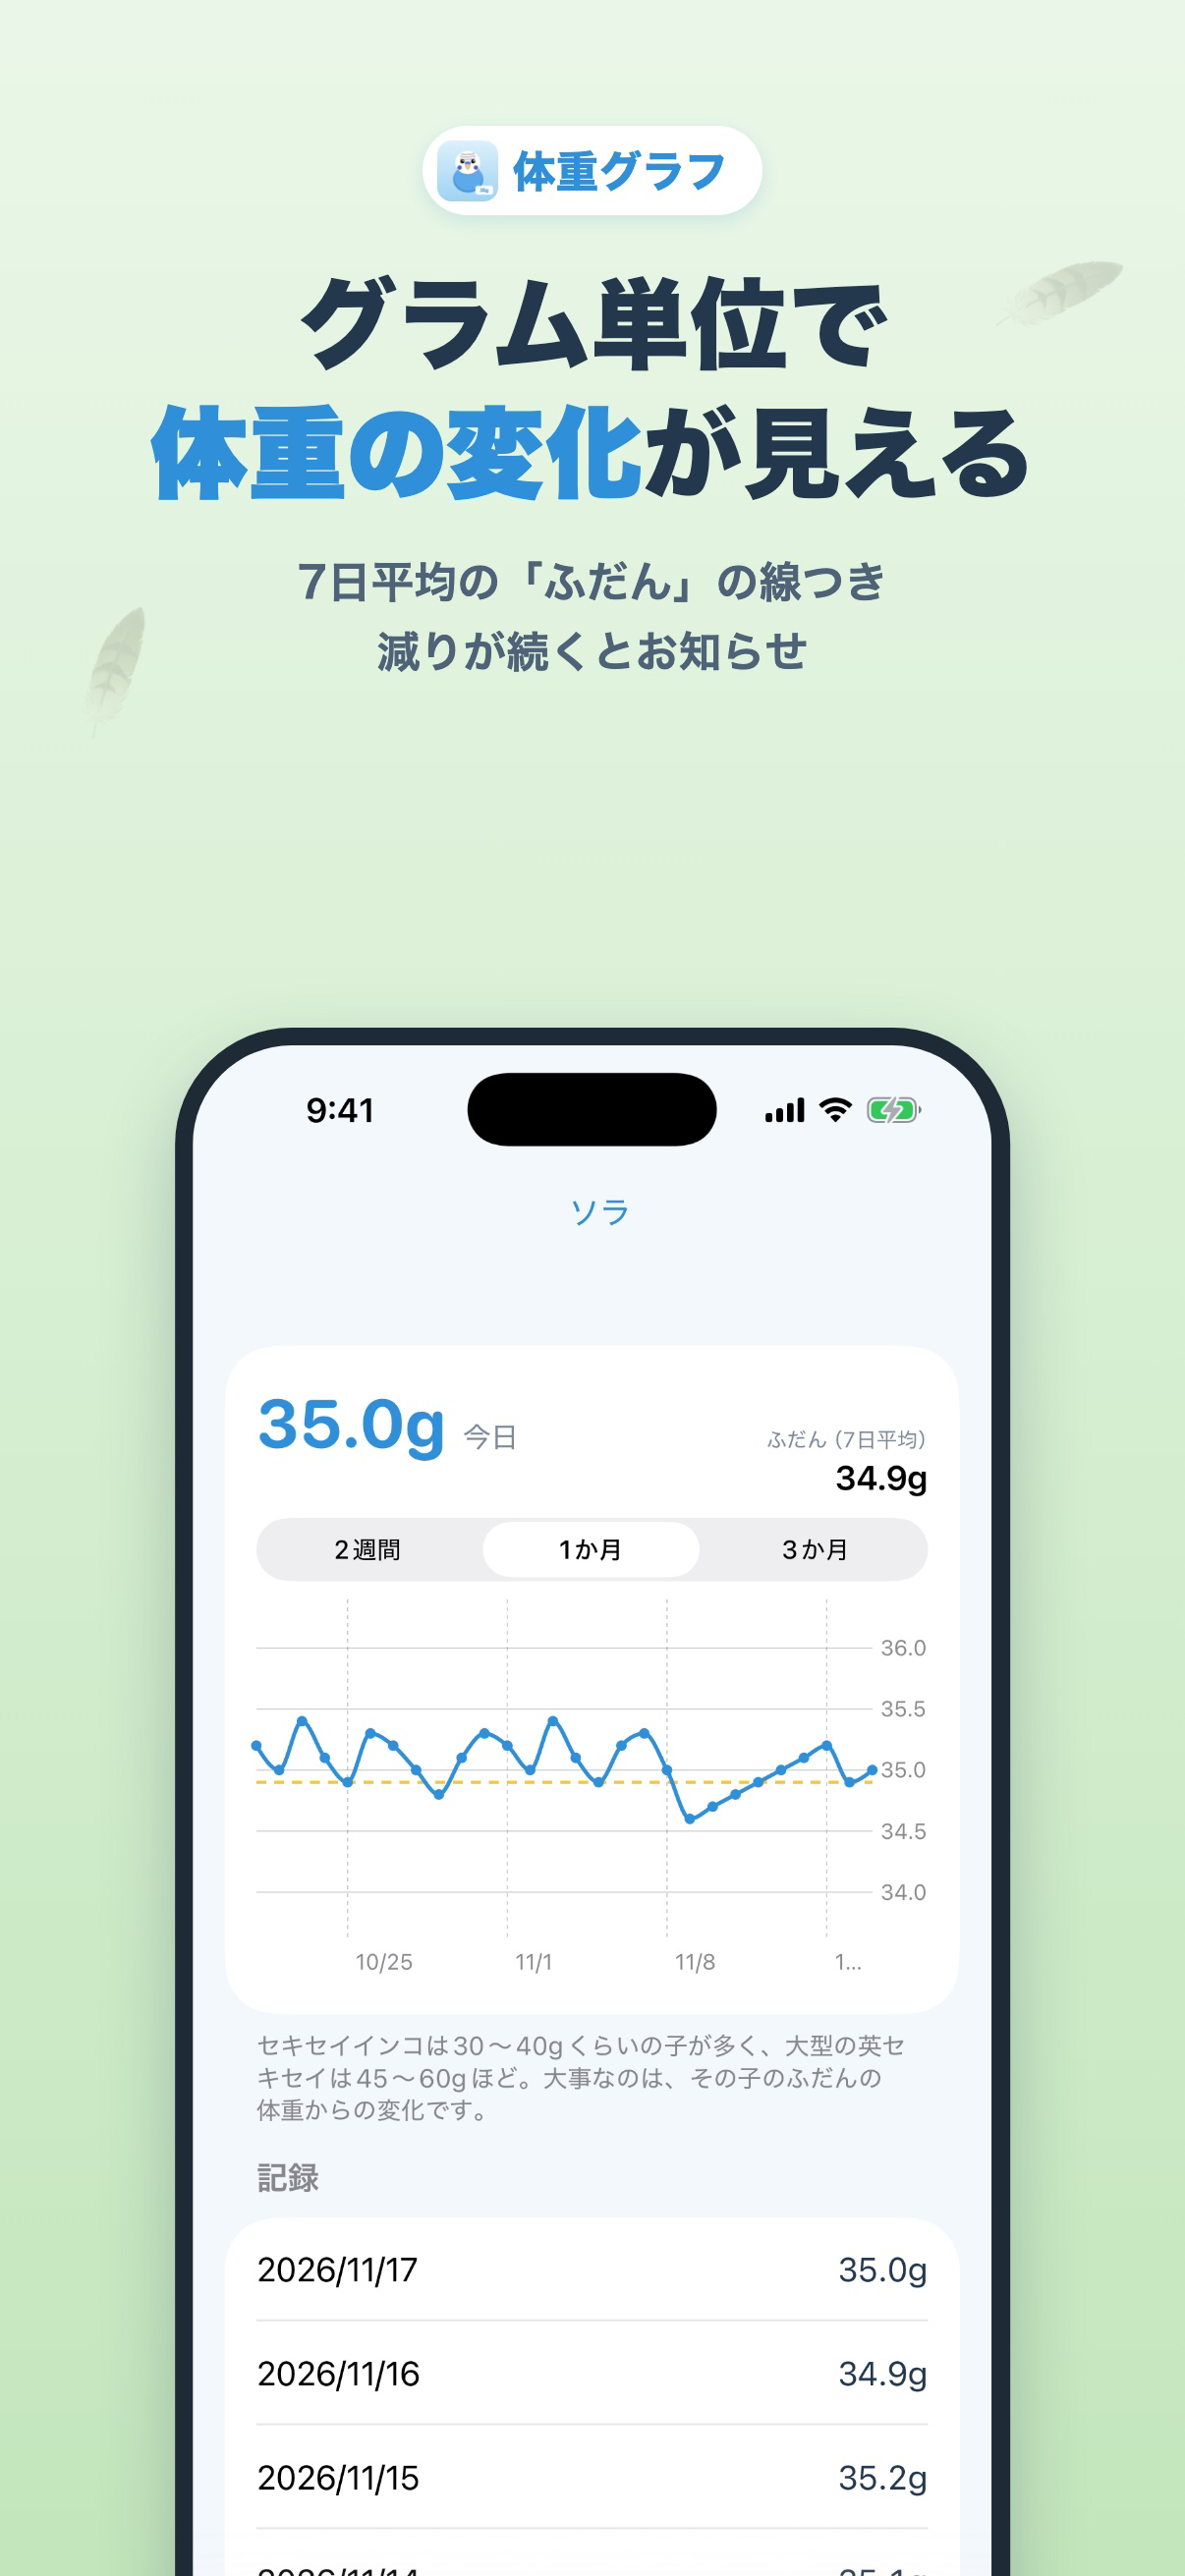 体重グラフ
グラム単位で
体重の変化が見える
7日平均の「ふだん」の線つき
減りが続くとお知らせ
9:41
ソラ
35.0g 今日
ふだん（7日平均）
34.9g
2週間 1か月 3か月
36.0
35.5
35.0
34.5
34.0
10/25 11/1 11/8 1...
セキセイインコは30〜40gくらいの子が多く、大型の英セ
キセイは45〜60gほど。大事なのは、その子のふだんの
体重からの変化です。
記録
2026/11/17 35.0g
2026/11/16 34.9g
2026/11/15 35.2g